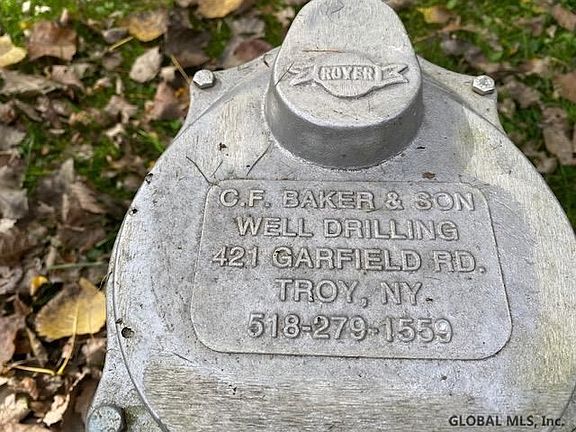 ROYER
C.F. BAKER & SON
WELL DRILLING
421 GARFIELD RD.
TROY, NY
518-279-1559
GLOBAL MLS, Inc.